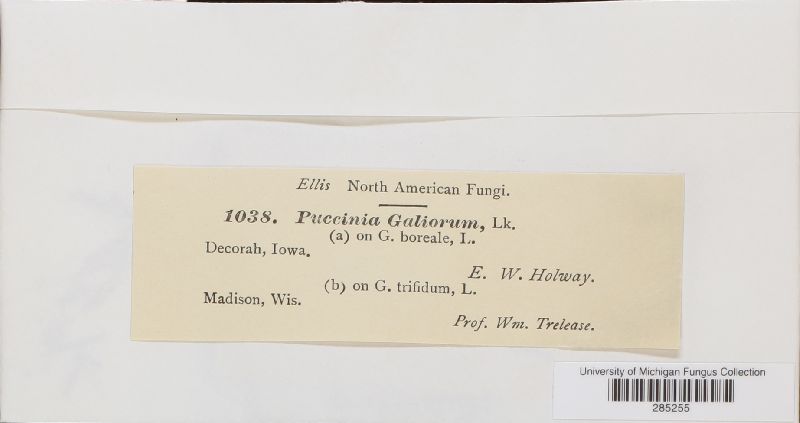 Ellis North American Fungi.
1038. Puccinia Galiorum, Lk.
(a) on G. boreale, L.
Decorah, Iowa.
E. W. Holway.
(b) on G. trifidum, L.
Madison, Wis.
Prof. Wm. Trelease.
University of Michigan Fungus Collection
285255